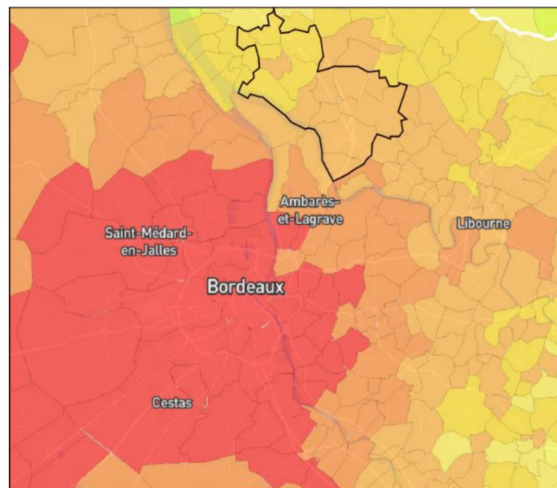 Ambarès-
et-Lagrave
Libourne
Saint-Médard-
en-Jalles
Bordeaux
Cestas